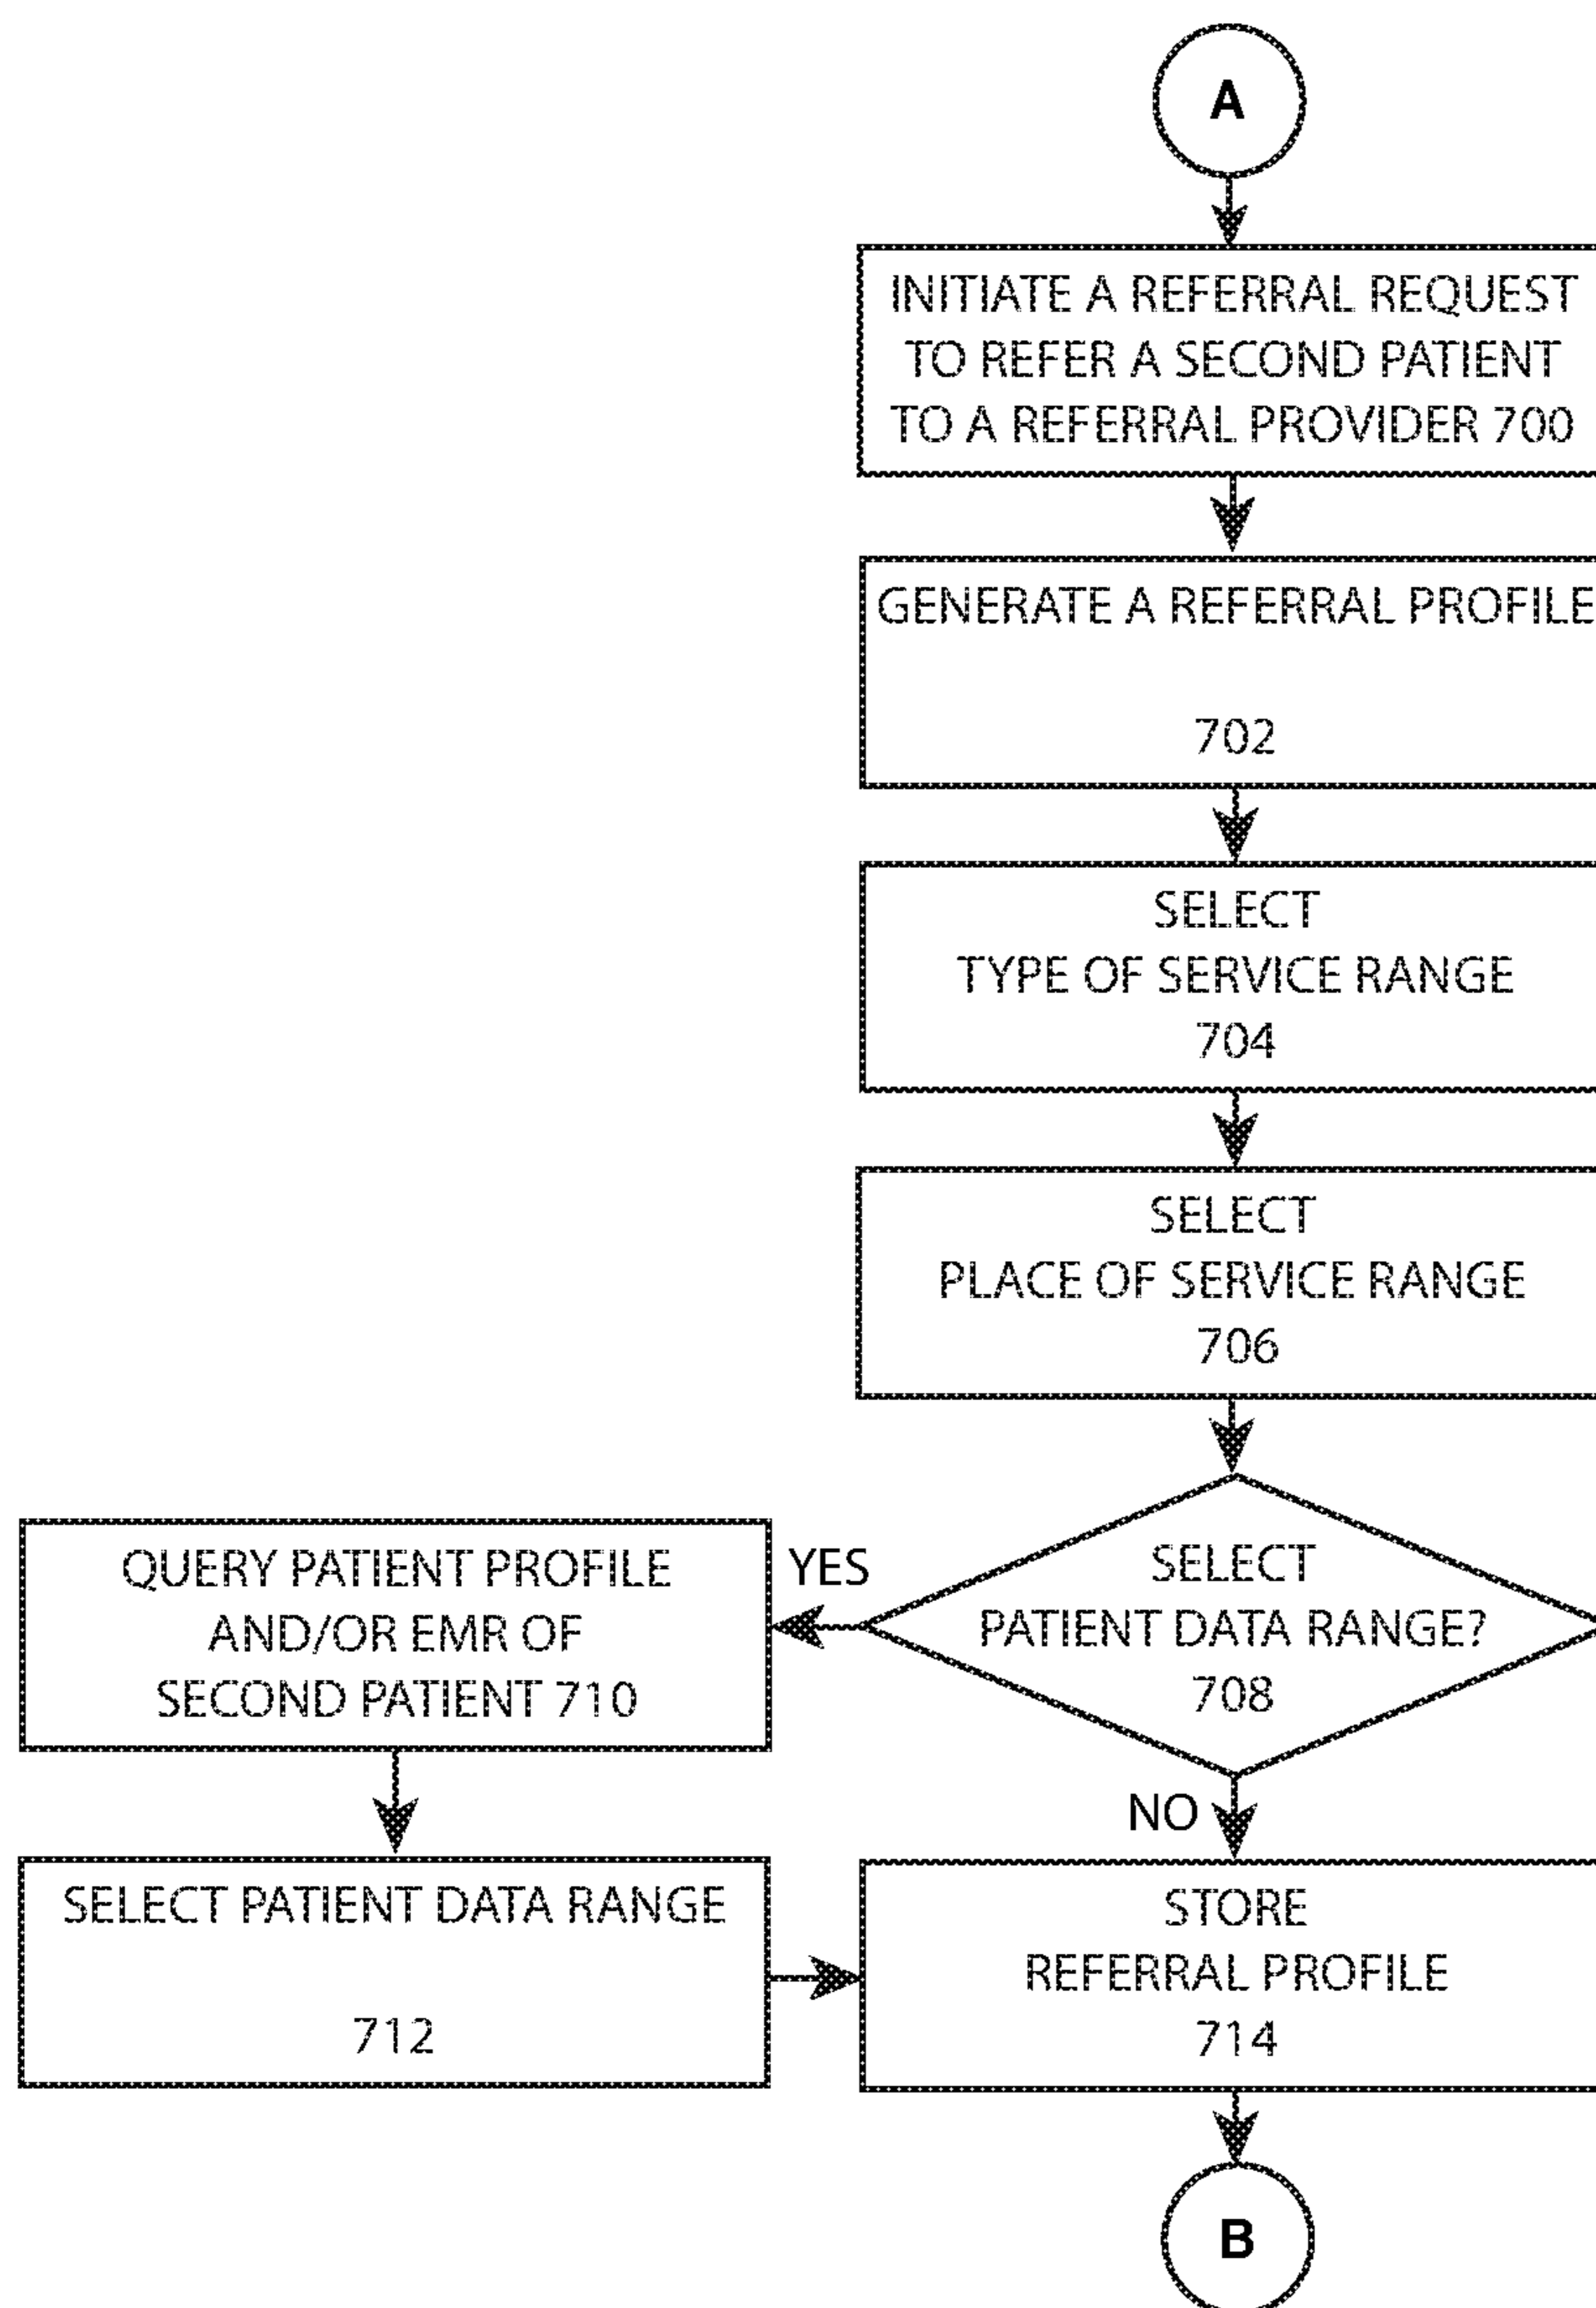 A
INITIATE A REFERRAL REQUEST
TO REFER A SECOND PATIENT
TO A REFERRAL PROVIDER 700
GENERATE A REFERRAL PROFILE
702
SELECT
TYPE OF SERVICE RANGE
704
SELECT
PLACE OF SERVICE RANGE
706
SELECT
PATIENT DATA RANGE?
708
YES
QUERY PATIENT PROFILE
AND/OR EMR OF
SECOND PATIENT 710
NO
SELECT PATIENT DATA RANGE
712
STORE
REFERRAL PROFILE
714
B